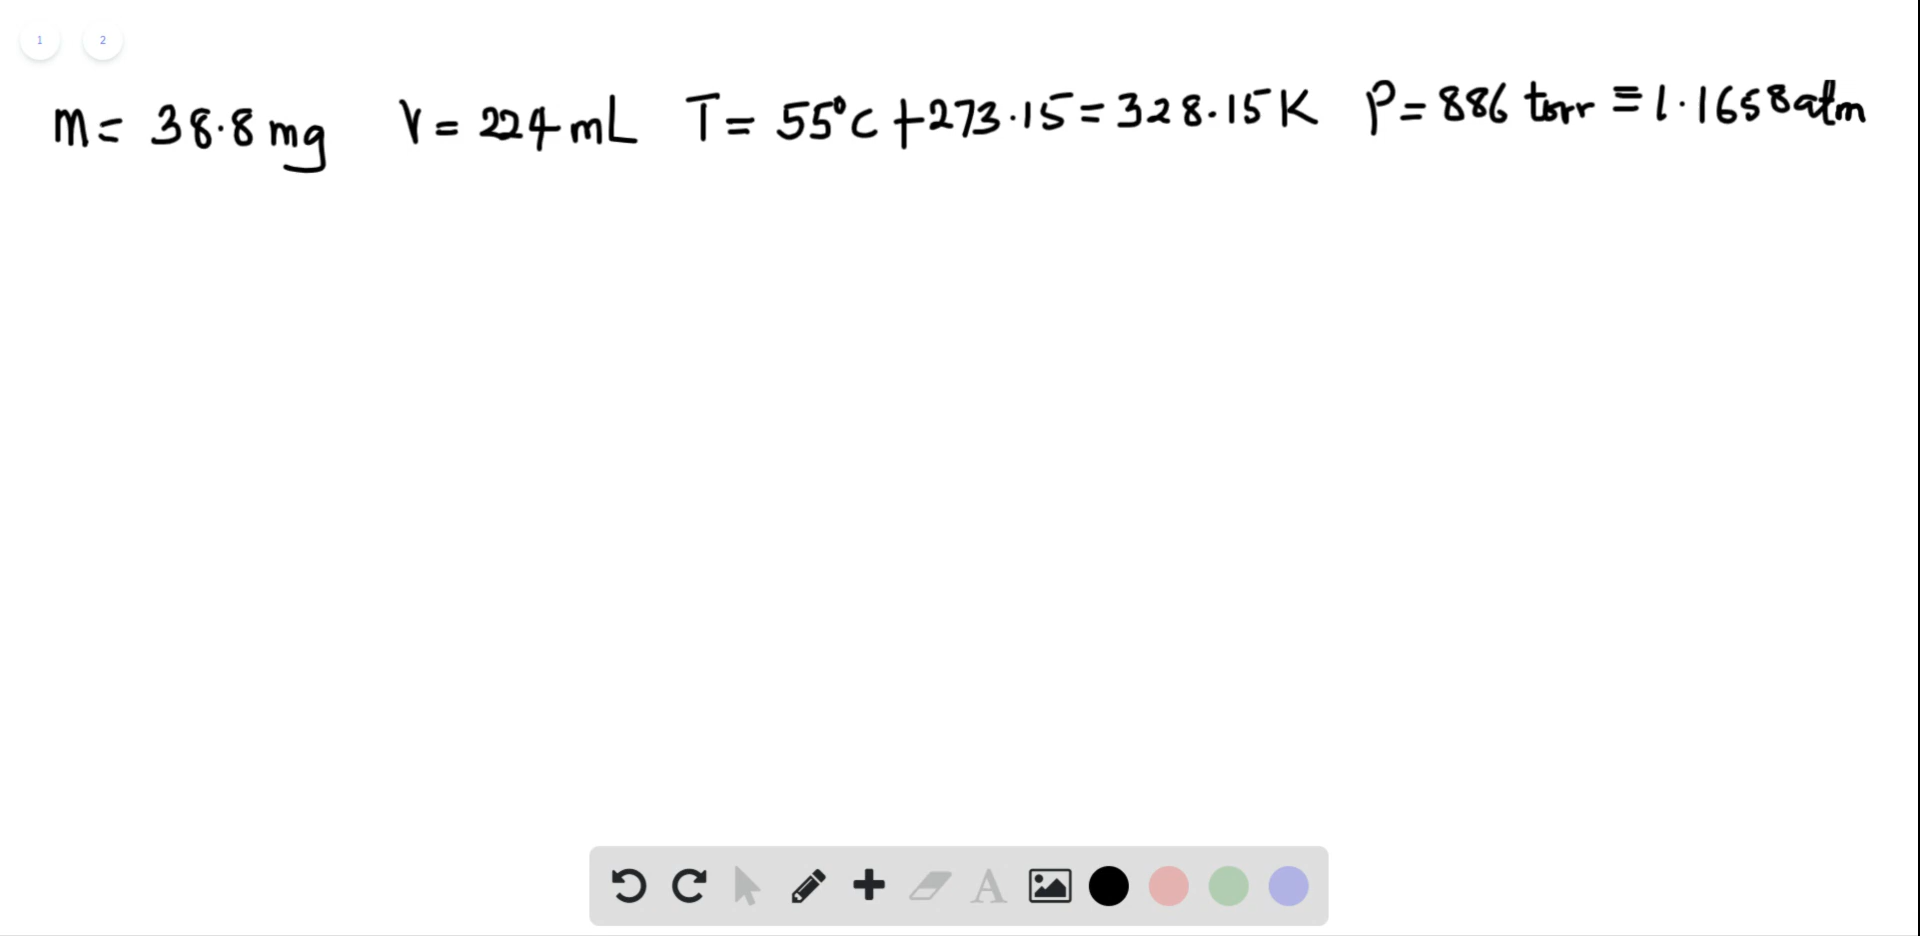 1 2
m = 38.8 mg V = 224 mL T = 55°C + 273.15 = 328.15 K P = 886 torr ≡ 1.1658 atm
A